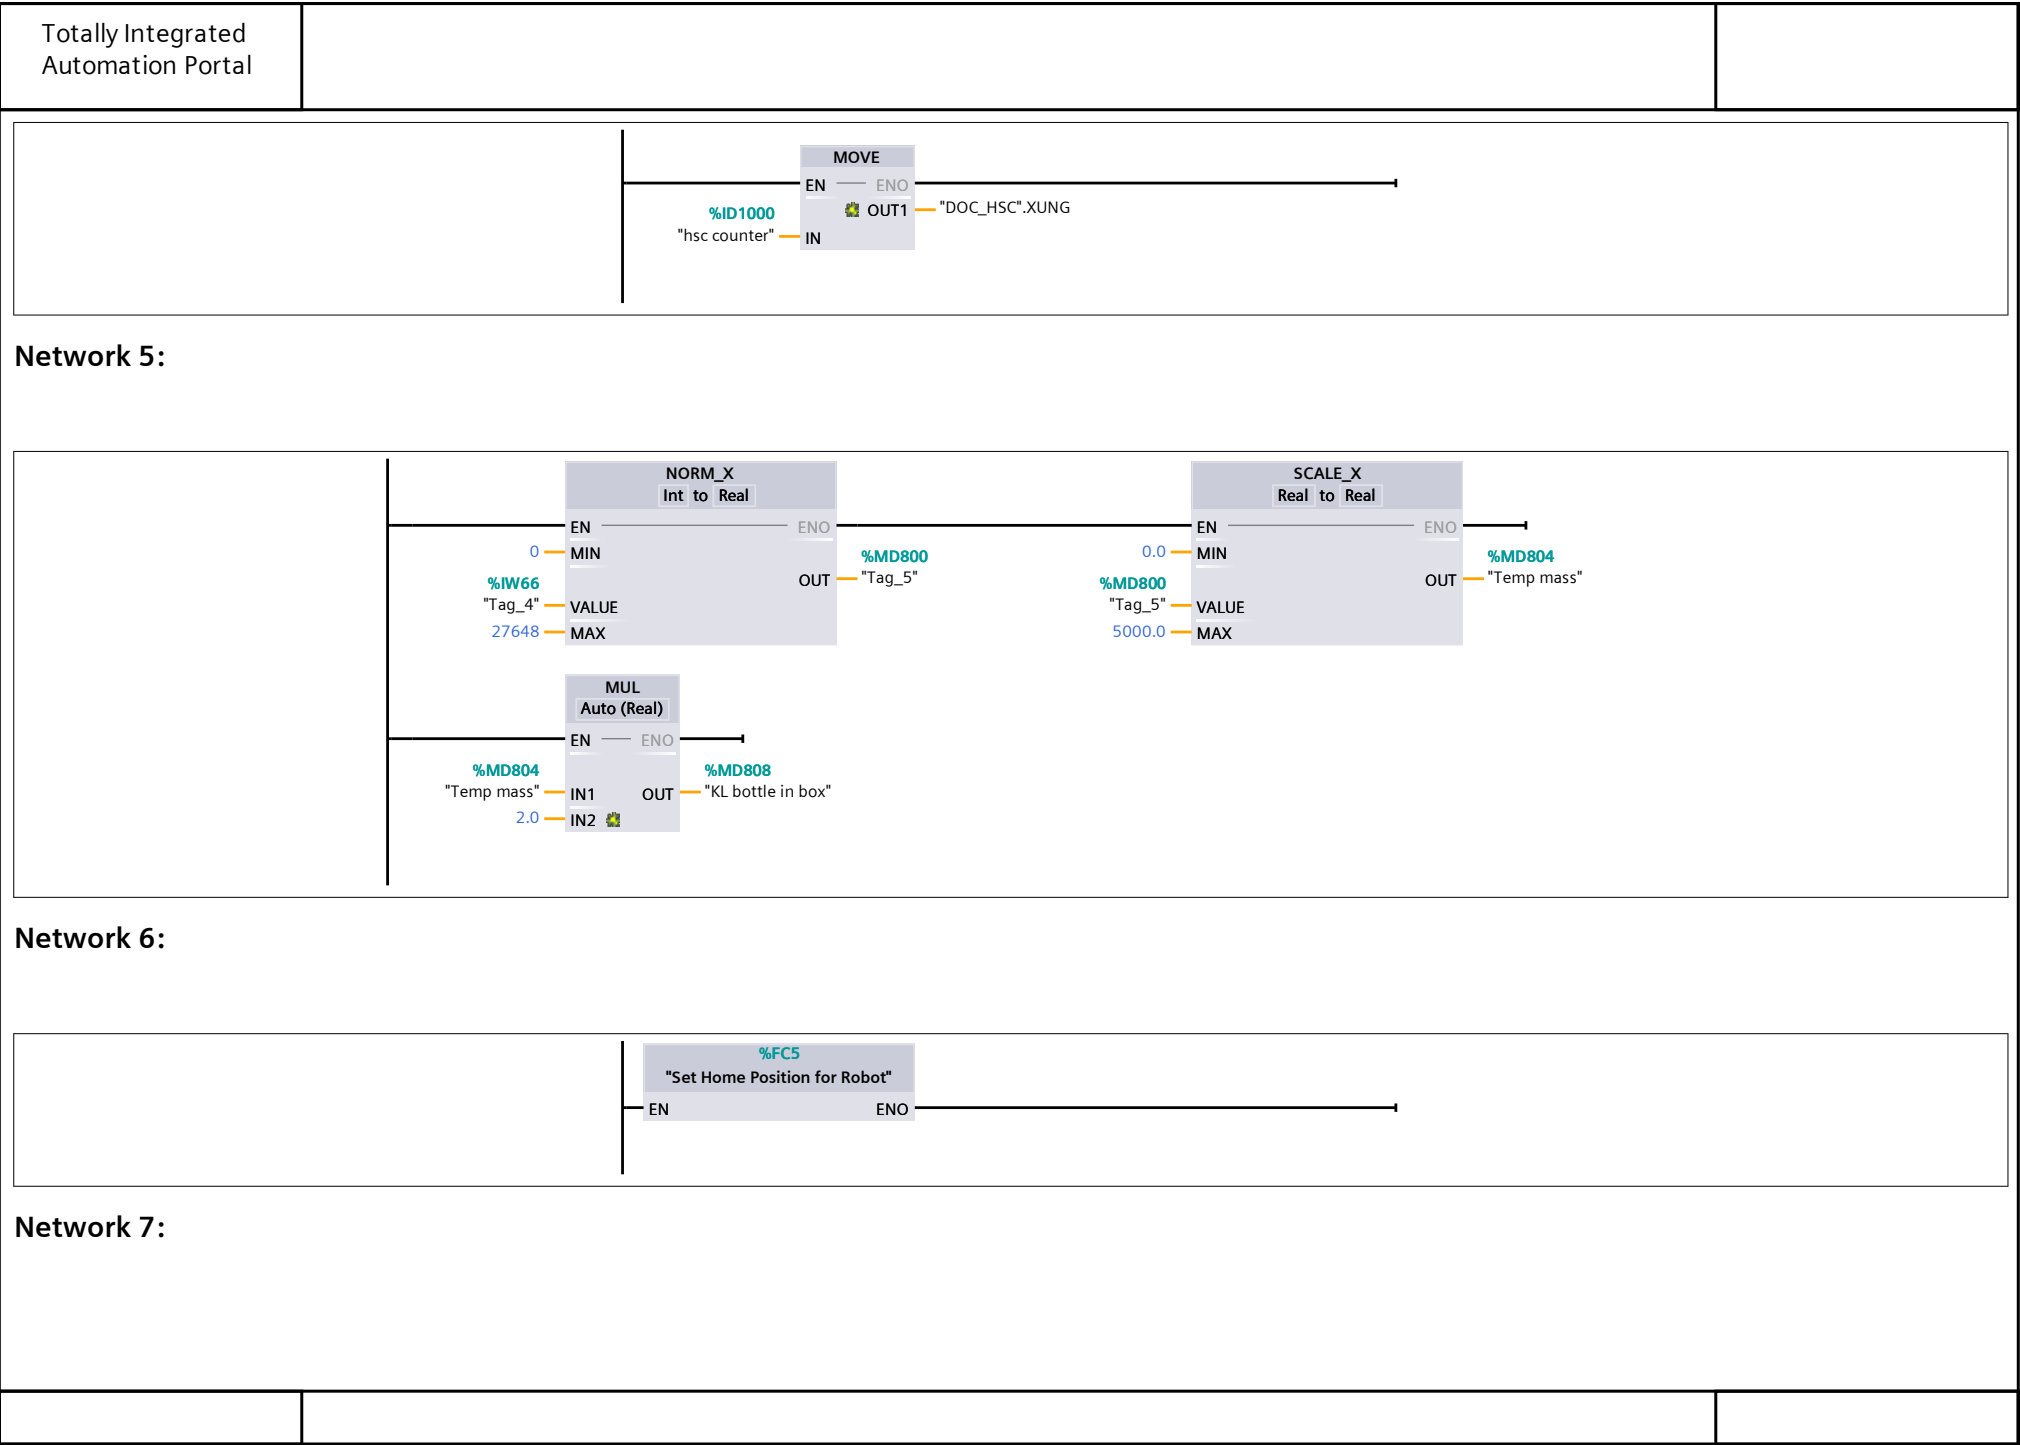 Totally Integrated
Automation Portal
MOVE
EN ENO
%ID1000
"hsc counter"
OUT1
"DOC_HSC".XUNG
IN
Network 5:
NORM_X
Int to Real
EN ENO
0 MIN
%IW66
"Tag_4"
VALUE
27648 MAX
OUT
%MD800
"Tag_5"
SCALE_X
Real to Real
EN ENO
0.0 MIN
%MD800
"Tag_5"
VALUE
5000.0 MAX
OUT
%MD804
"Temp mass"
MUL
Auto (Real)
EN ENO
%MD804
"Temp mass"
IN1
2.0 IN2
OUT
%MD808
"KL bottle in box"
Network 6:
%FC5
"Set Home Position for Robot"
EN ENO
Network 7: